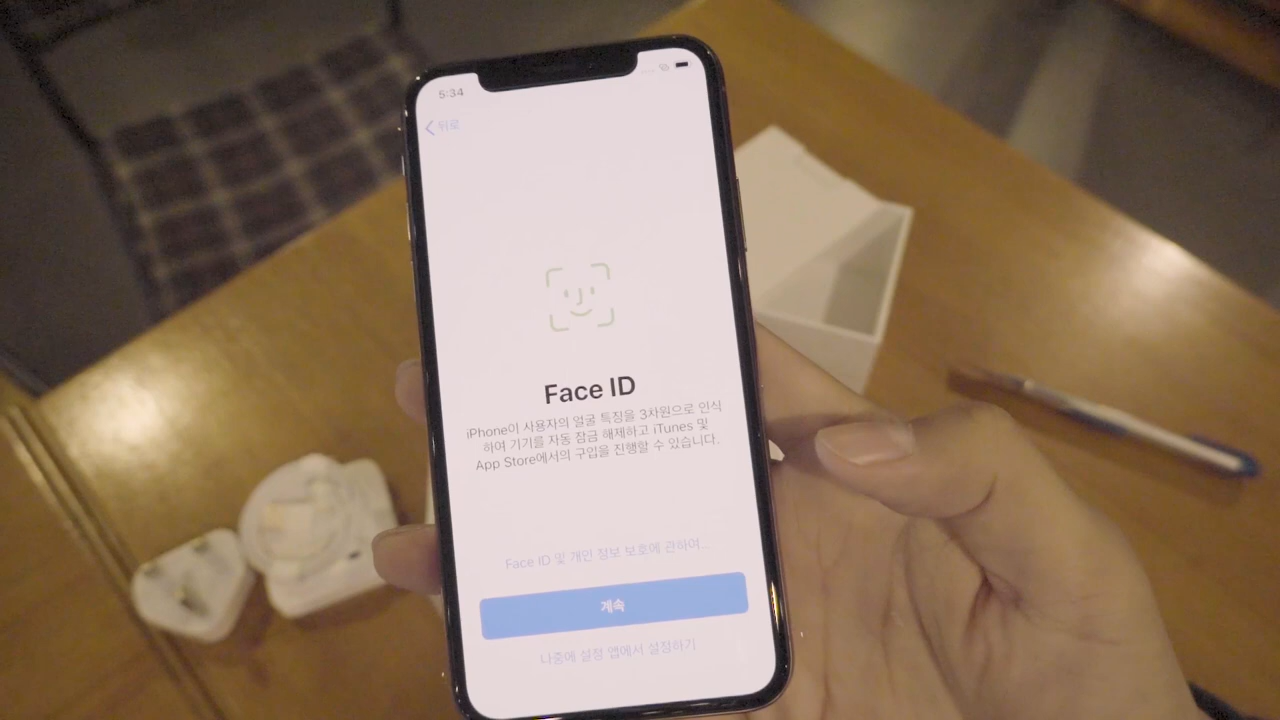 5:34
위로
Face ID
iPhone이 사용자의 얼굴 특징을 3차원으로 인식
하여 기기를 자동 잠금 해제하고 iTunes 및
App Store에서의 구입을 진행할 수 있습니다.
Face ID 및 개인 정보 보호에 관하여...
계속
나중에 설정 앱에서 설정하기